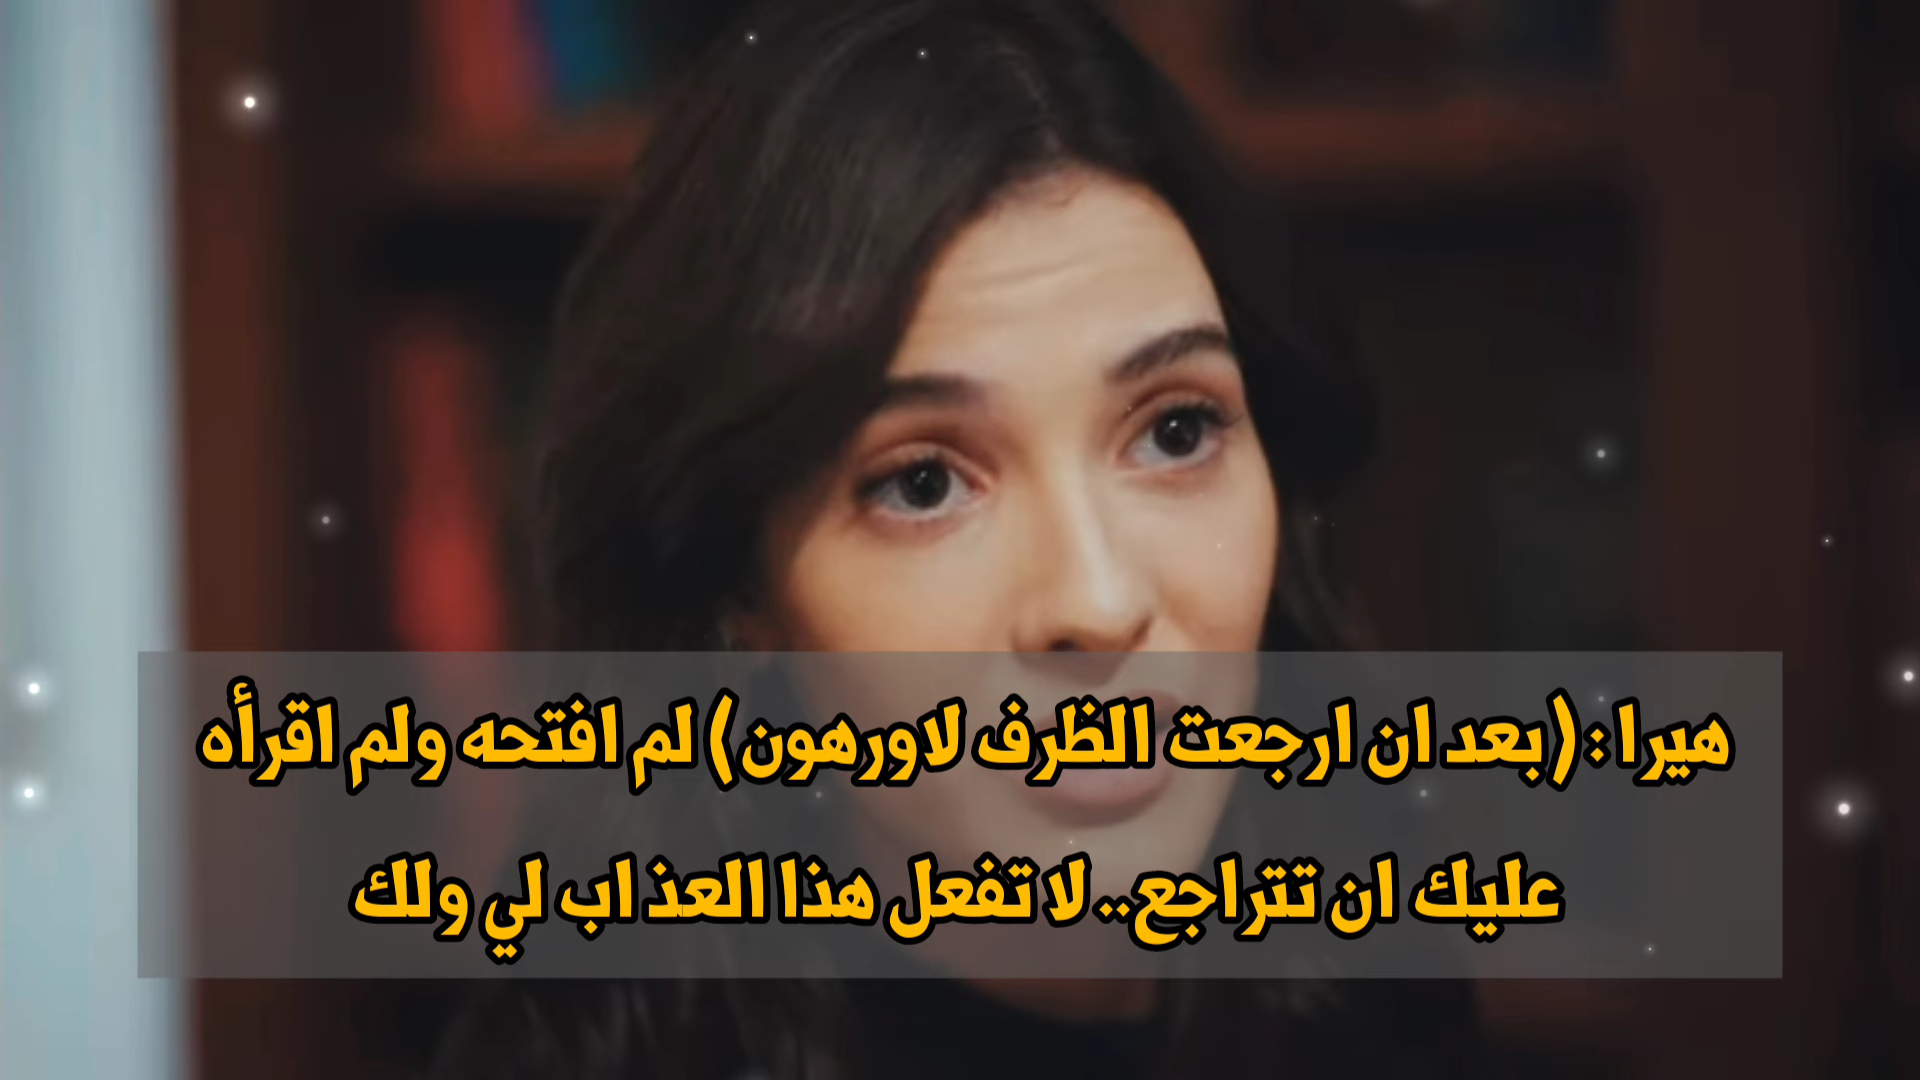 هيرا : (بعد ان ارجعت الظرف لاورهون) لم افتحه ولم اقرأه
عليك ان تتراجع.. لا تفعل هذا العذاب لي ولك